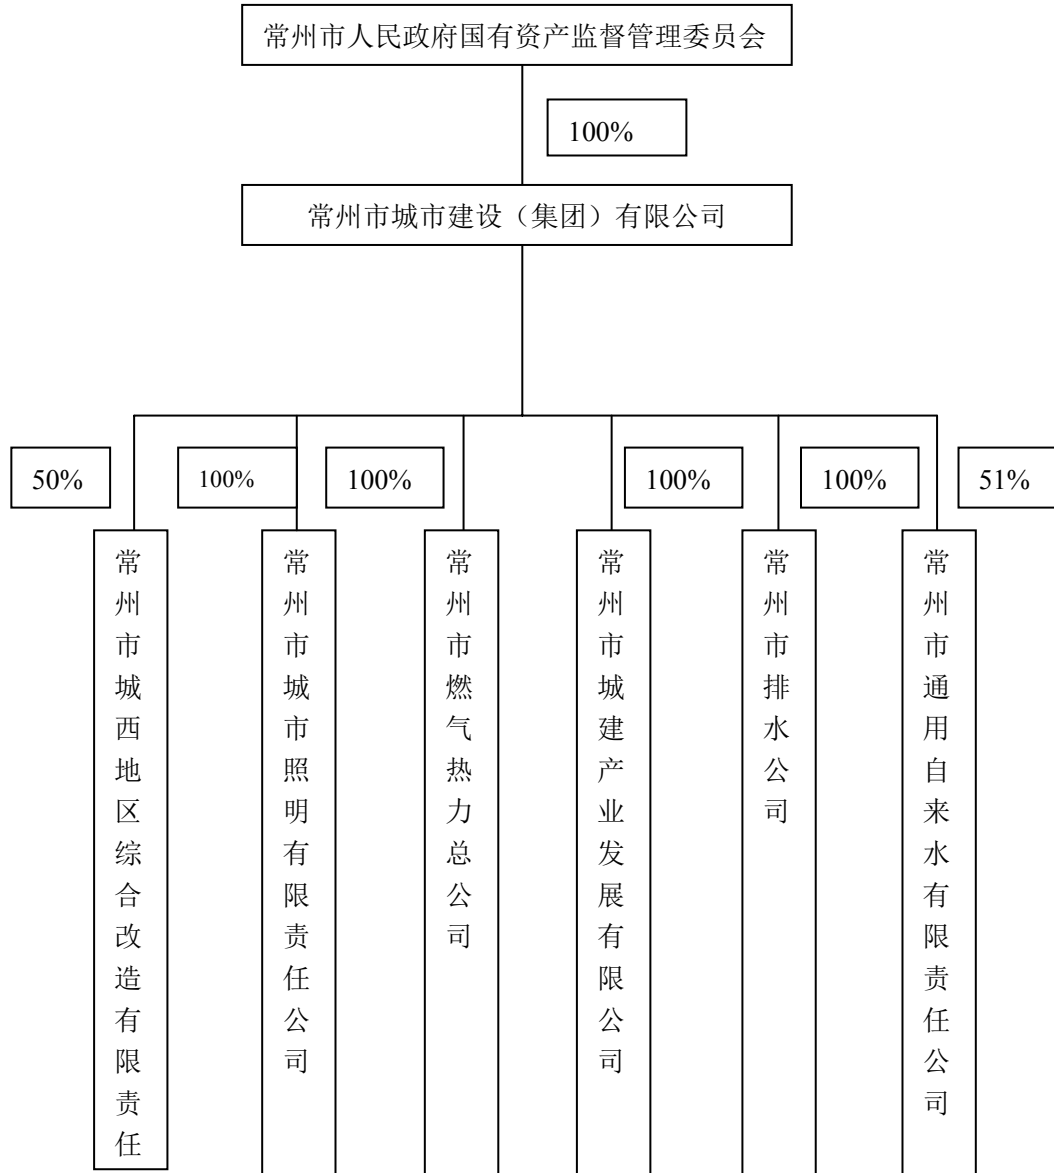 常州市人民政府国有资产监督管理委员会
100%
常州市城市建设（集团）有限公司
50%
100%
100%
100%
100%
51%
常州市城西地区综合改造有限责任
常州市城市照明有限责任公司
常州市燃气热力总公司
常州市城建产业发展有限公司
常州市排水公司
常州市通用自来水有限责任公司